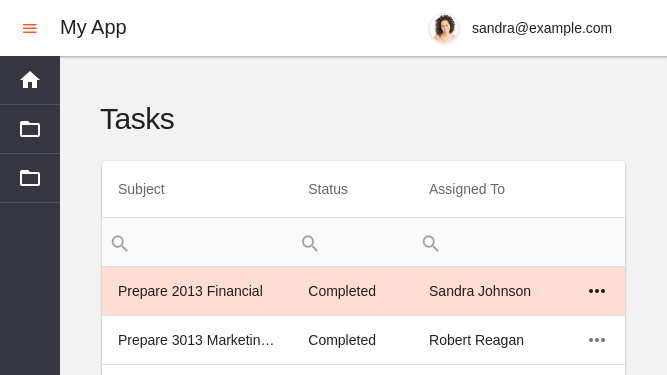 My App
sandra@example.com
Tasks
Subject Status Assigned To
Prepare 2013 Financial Completed Sandra Johnson
Prepare 3013 Marketin… Completed Robert Reagan